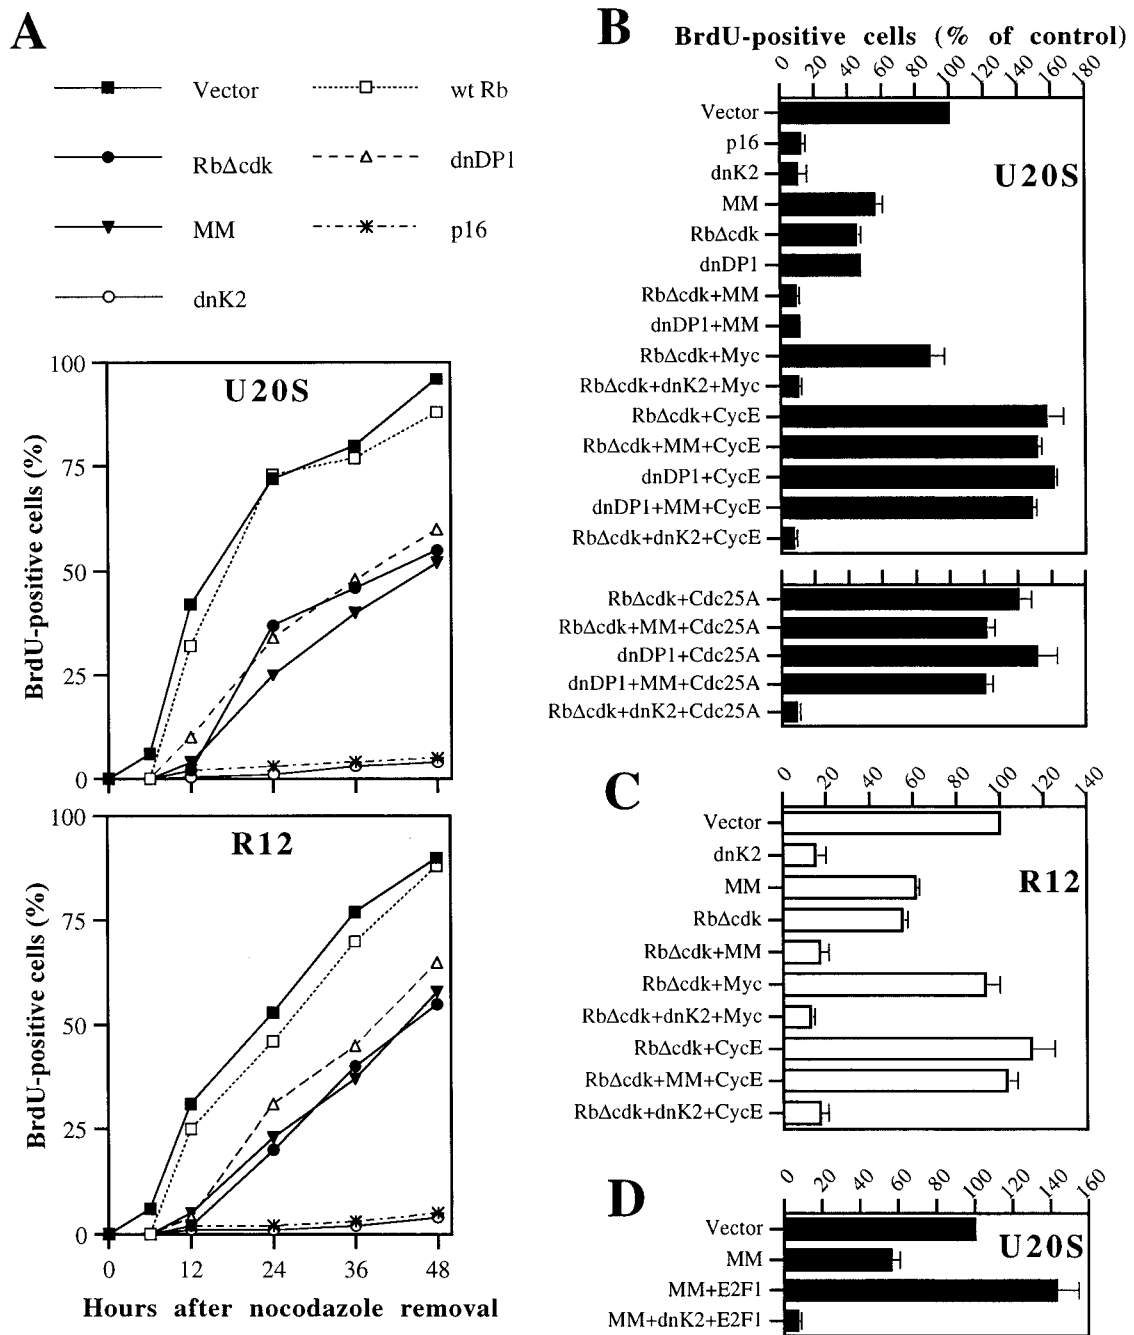 A
Vector
wt Rb
RbΔcdk
dnDP1
MM
p16
dnK2
U20S
100
75
50
25
0
BrdU-positive cells (%)
R12
100
75
50
25
0
BrdU-positive cells (%)
0 12 24 36 48
Hours after nocodazole removal
B
BrdU-positive cells (% of control)
0 20 40 60 80 100 120 140 160 180
U20S
Vector
p16
dnK2
MM
RbΔcdk
dnDP1
RbΔcdk+MM
dnDP1+MM
RbΔcdk+Myc
RbΔcdk+dnK2+Myc
RbΔcdk+CycE
RbΔcdk+MM+CycE
dnDP1+CycE
dnDP1+MM+CycE
RbΔcdk+dnK2+CycE
RbΔcdk+Cdc25A
RbΔcdk+MM+Cdc25A
dnDP1+Cdc25A
dnDP1+MM+Cdc25A
RbΔcdk+dnK2+Cdc25A
C
0 20 40 60 80 100 120 140
R12
Vector
dnK2
MM
RbΔcdk
RbΔcdk+MM
RbΔcdk+Myc
RbΔcdk+dnK2+Myc
RbΔcdk+CycE
RbΔcdk+MM+CycE
RbΔcdk+dnK2+CycE
D
0 20 40 60 80 100 120 140 160
U20S
Vector
MM
MM+E2F1
MM+dnK2+E2F1